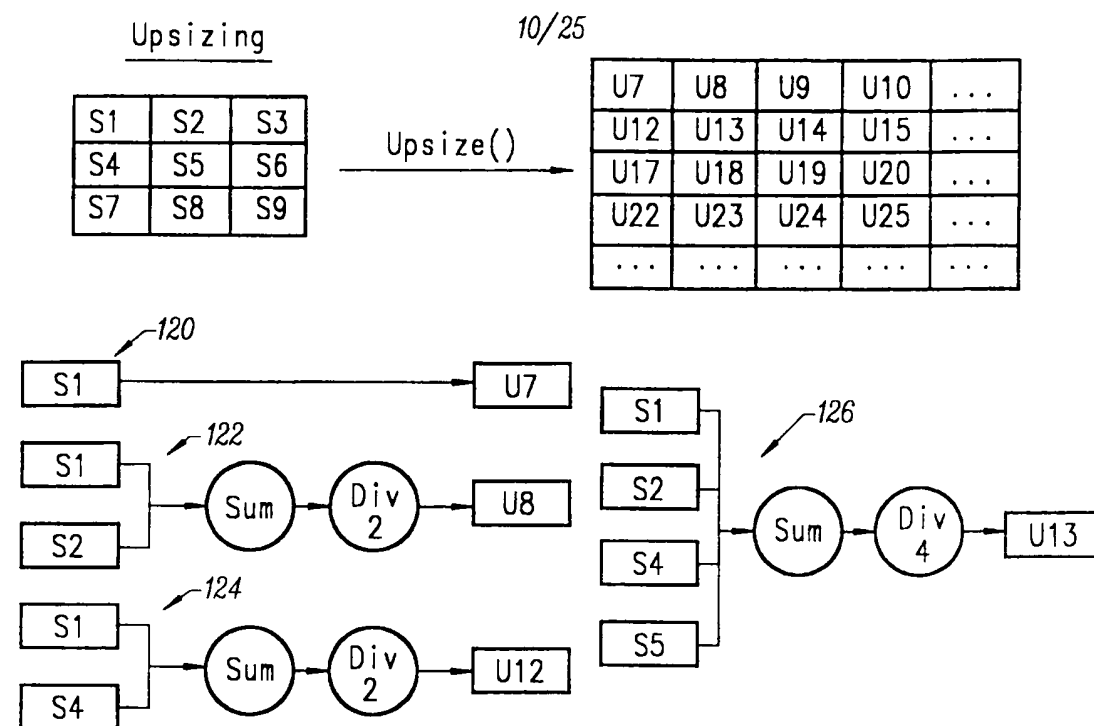 Upsizing
10/25
S1 S2 S3
S4 S5 S6
S7 S8 S9
Upsize()
U7 U8 U9 U10 ...
U12 U13 U14 U15 ...
U17 U18 U19 U20 ...
U22 U23 U24 U25 ...
... ... ... ... ...
120
S1 U7
122
S1
S2
Sum
Div 2
U8
124
S1
S4
Sum
Div 2
U12
126
S1
S2
S4
S5
Sum
Div 4
U13